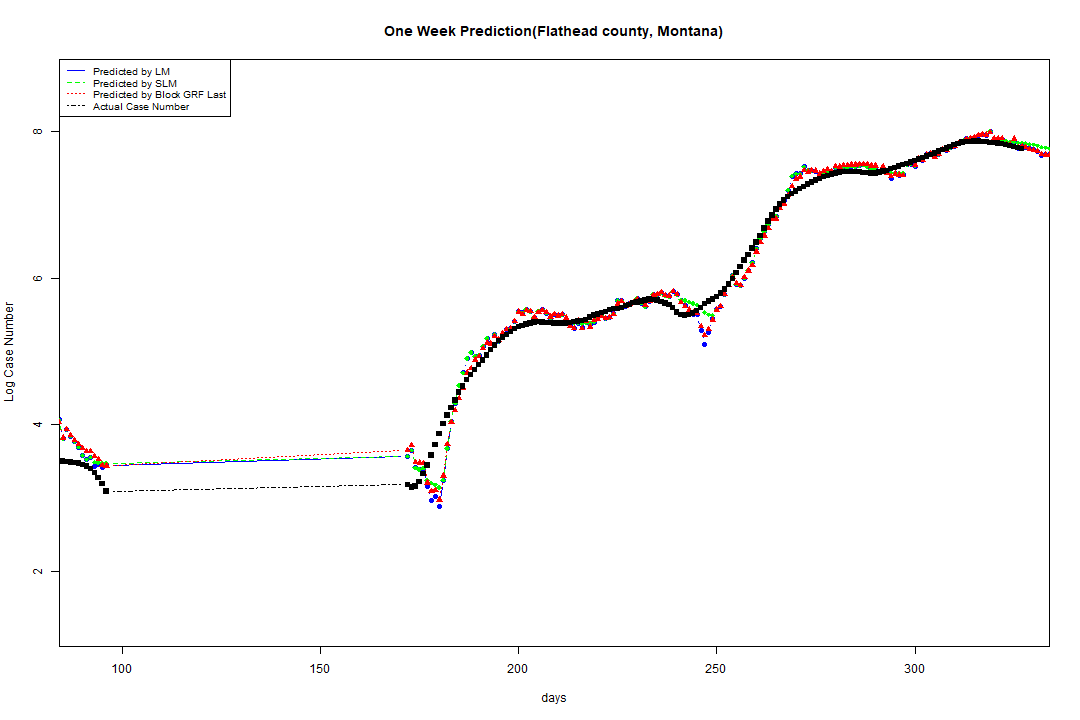 One Week Prediction(Flathead county, Montana)
Predicted by LM
Predicted by SLM
Predicted by Block GRF Last
Actual Case Number
8
6
4
2
Log Case Number
100 150 200 250 300
days